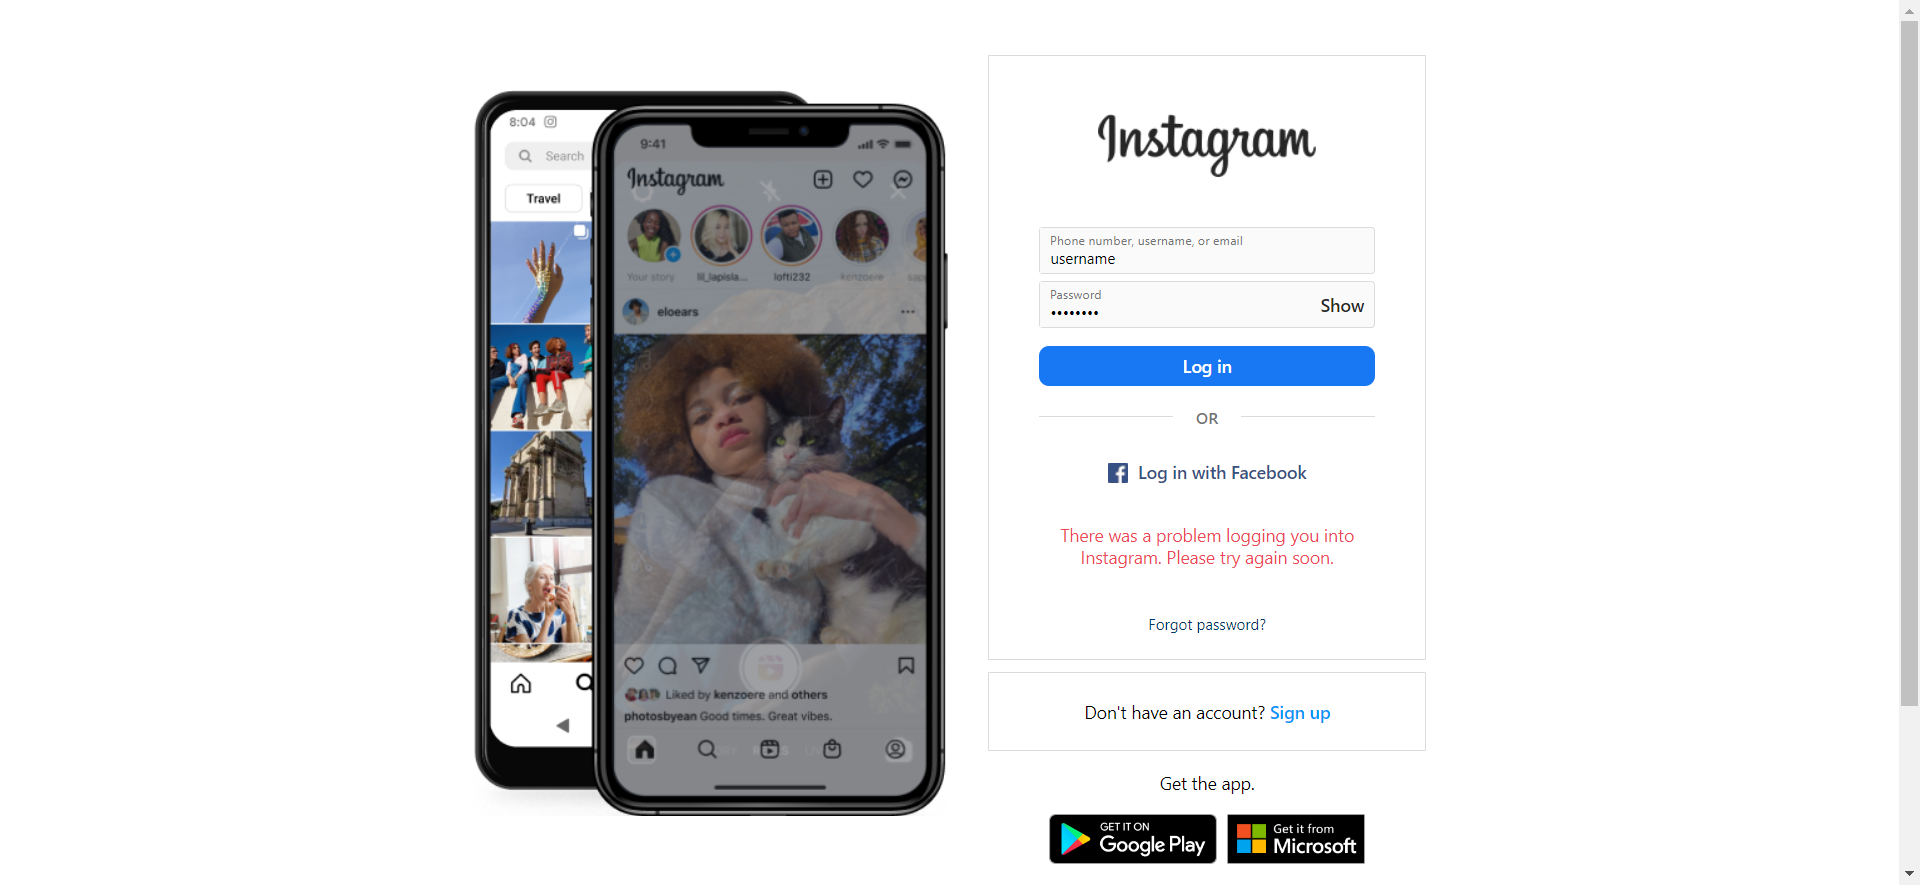 8:04
Search
Travel
9:41
Instagram
Your story
lil_lapisla...
lofti232
kenzoere
eloears
Liked by kenzoere and others
photosbyean Good times. Great vibes.
Instagram
Phone number, username, or email
username
Password
••••••••
Show
Log in
OR
Log in with Facebook
There was a problem logging you into
Instagram. Please try again soon.
Forgot password?
Don't have an account? Sign up
Get the app.
GET IT ON
Google Play
Get it from
Microsoft